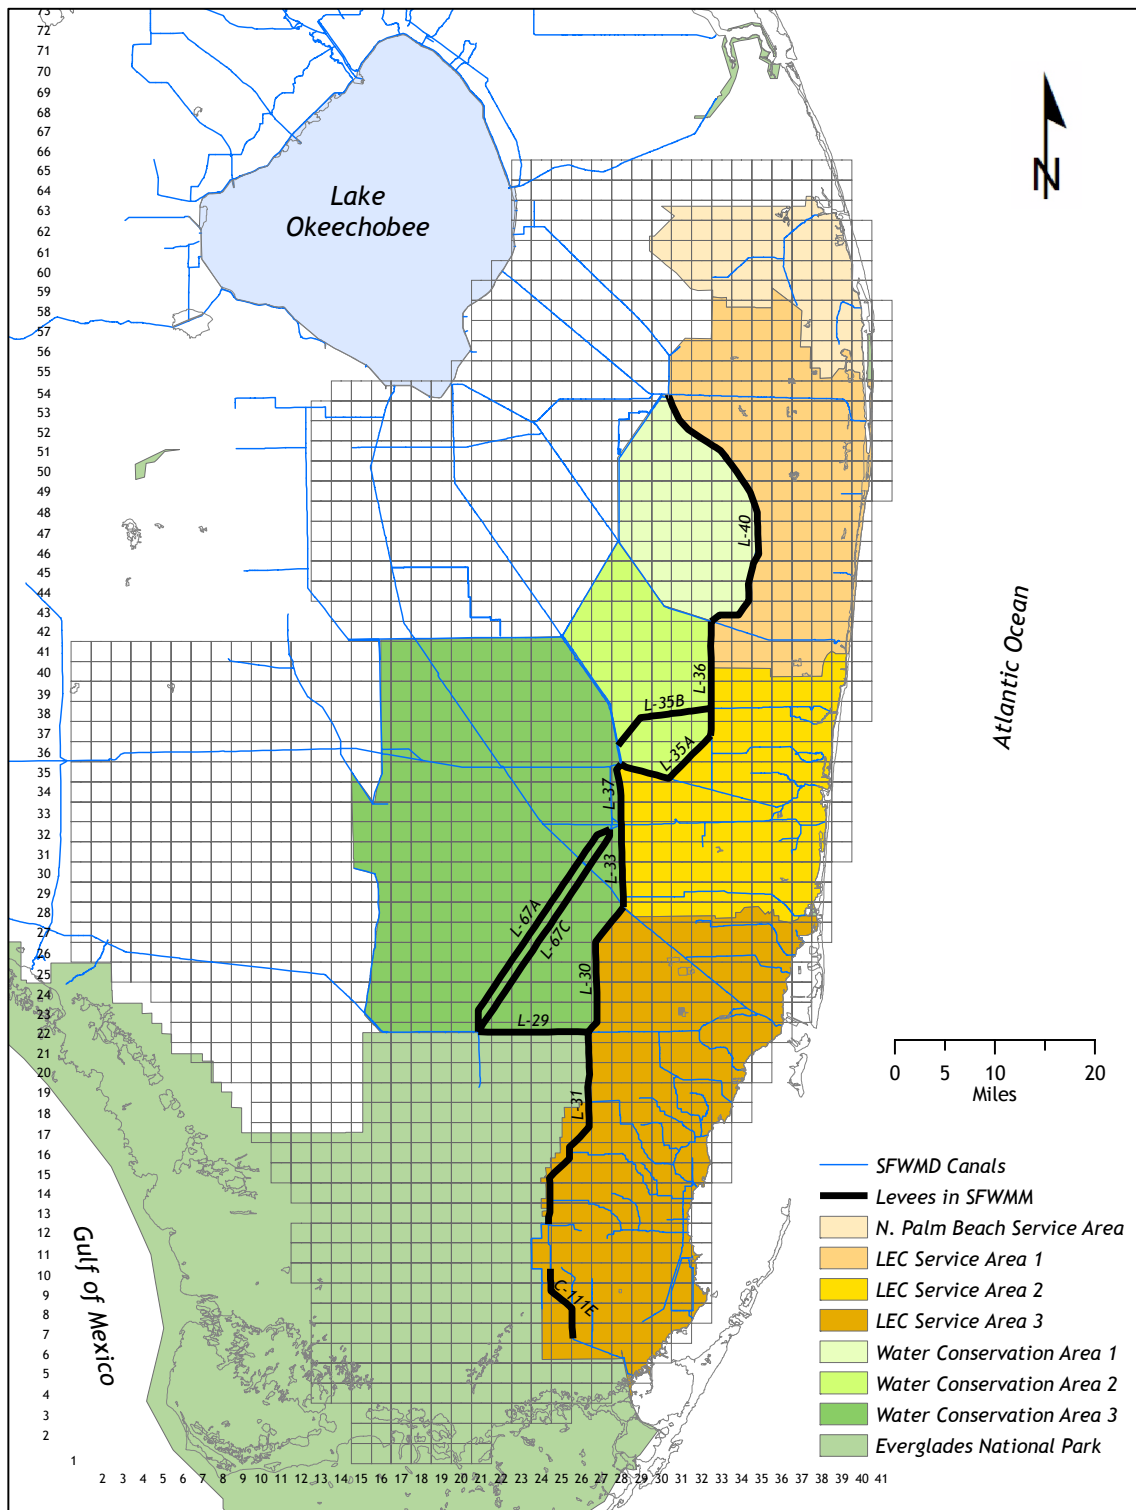 73
72
71
70
69
68
67
66
65
64
63
62
61
60
59
58
57
56
54
53
52
51
50
49
48
47
46
45
44
43
42
41
40
39
38
37
36
35
34
33
32
31
30
29
28
27
26
25
24
23
22
21
20
19
18
17
16
15
14
13
12
11
10
9
8
7
6
5
4
3
2
1
2 3 4 5 6 7 8 9 10 11 12 13 14 15 16 17 18 19 20 21 22 23 24 25 26 27 28 29 30 31 32 33 34 35 36 37 38 39 40 41
Lake
Okeechobee
N
L-40
L-36
L-35B
L-35A
L-37
L-33
L-67A
L-67C
L-30
L-29
L-31
C-111E
Atlantic Ocean
Gulf of Mexico
0 5 10 20
Miles
SFWMD Canals
Levees in SFWMM
N. Palm Beach Service Area
LEC Service Area 1
LEC Service Area 2
LEC Service Area 3
Water Conservation Area 1
Water Conservation Area 2
Water Conservation Area 3
Everglades National Park